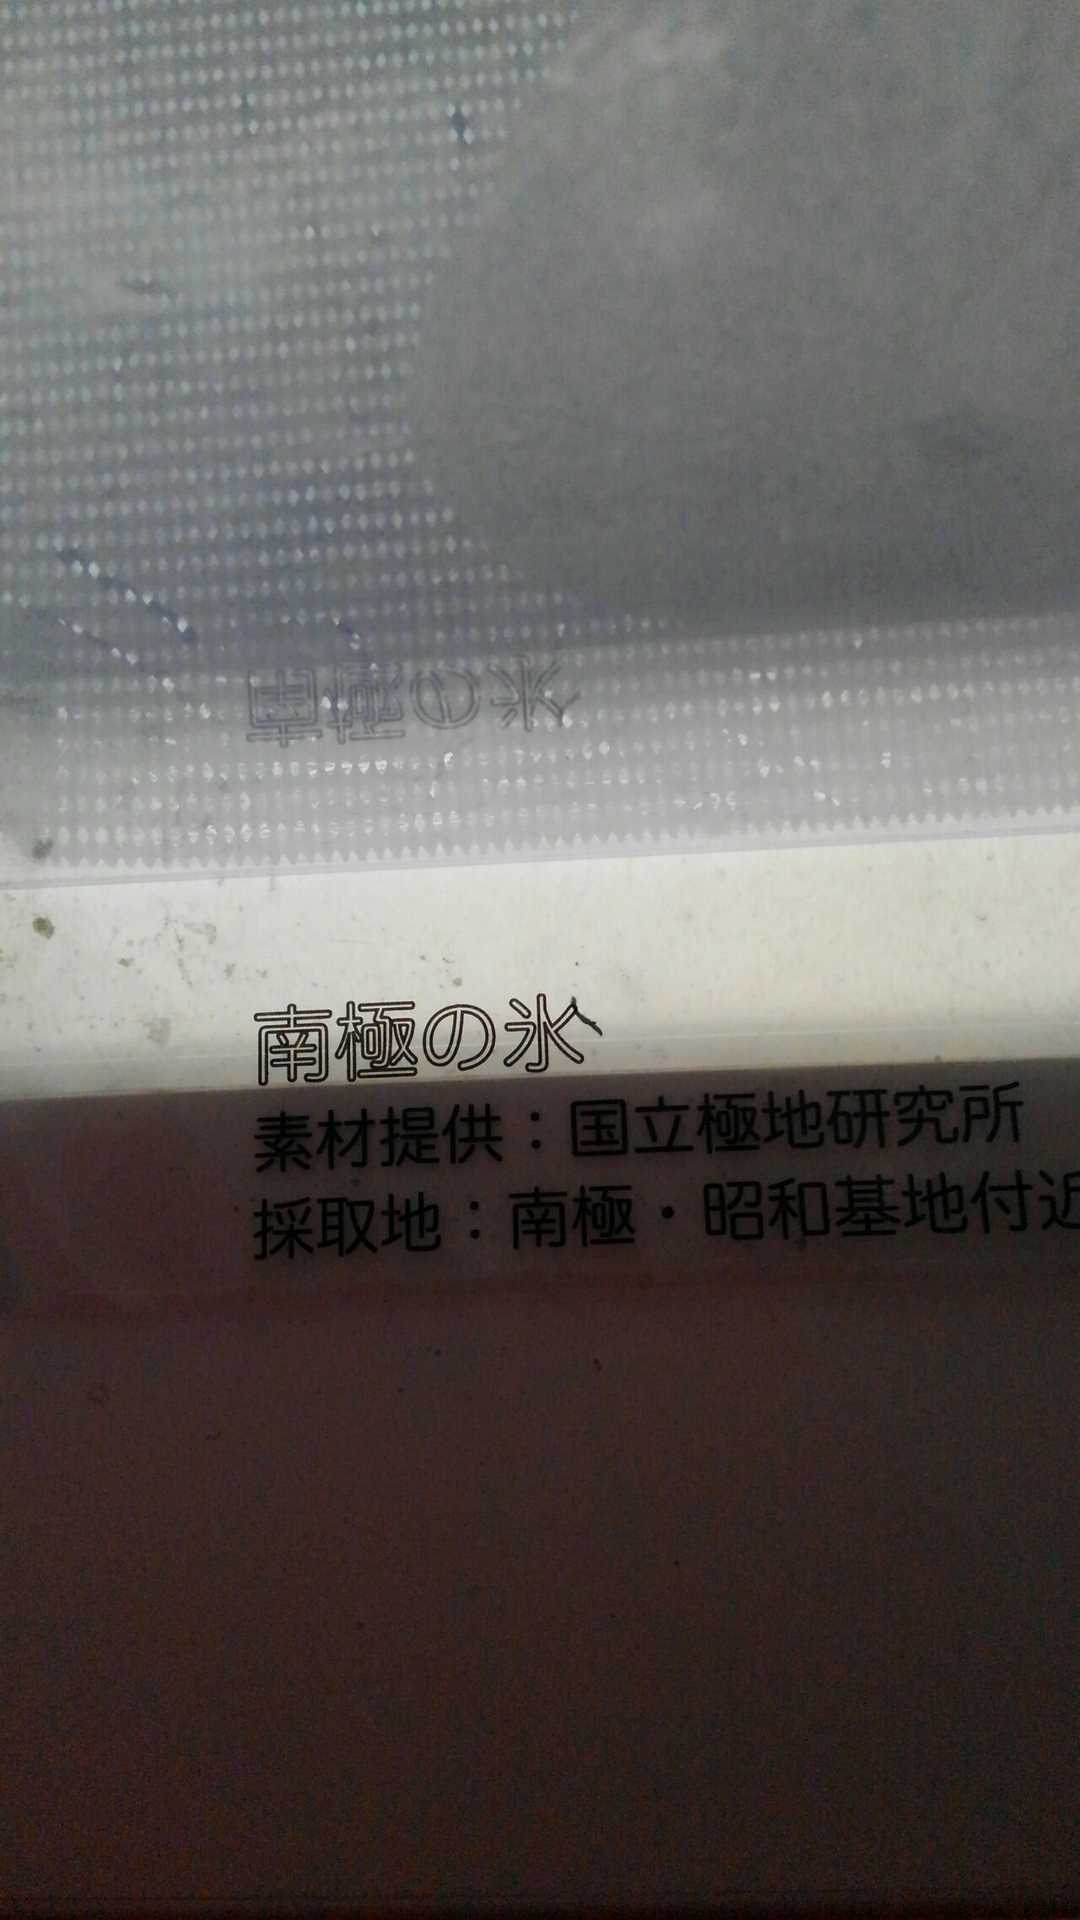 南極の氷
素材提供：国立極地研究所
採取地：南極・昭和基地付近